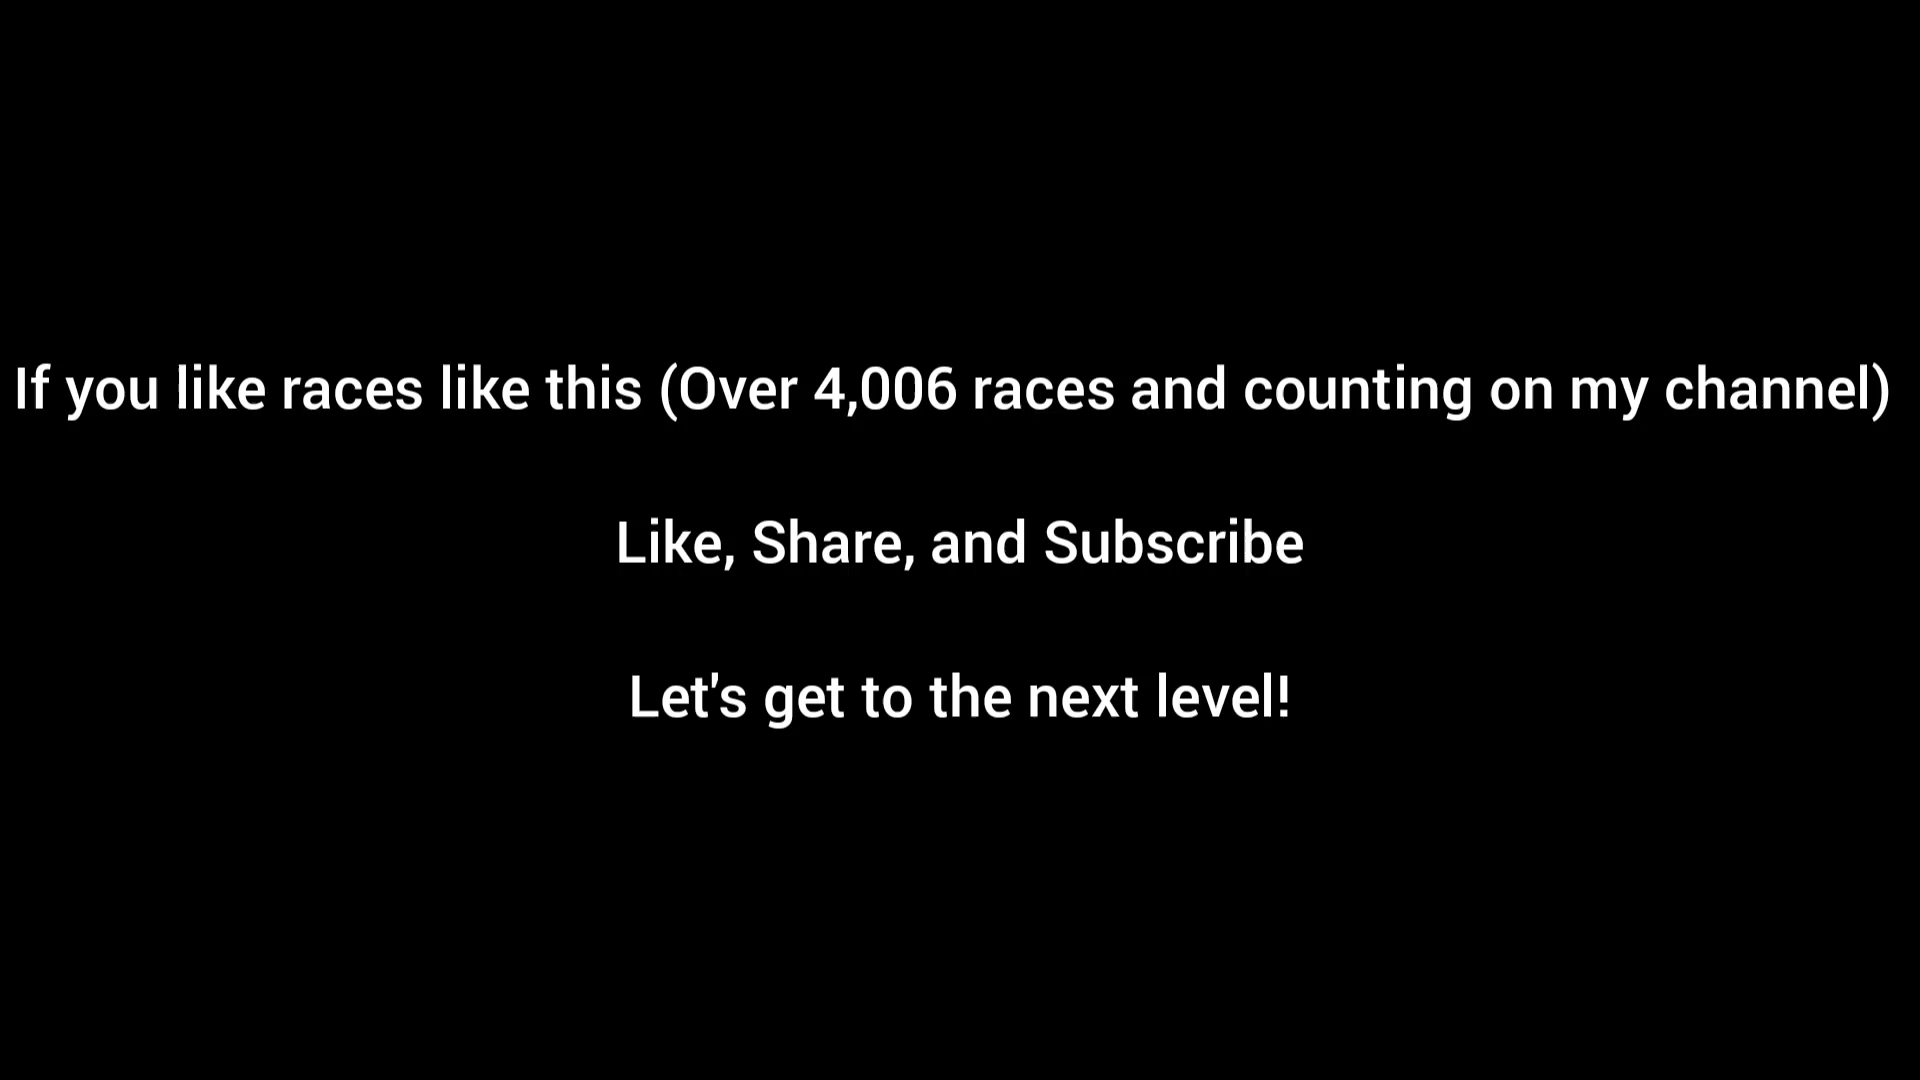 If you like races like this (Over 4,006 races and counting on my channel)
Like, Share, and Subscribe
Let's get to the next level!